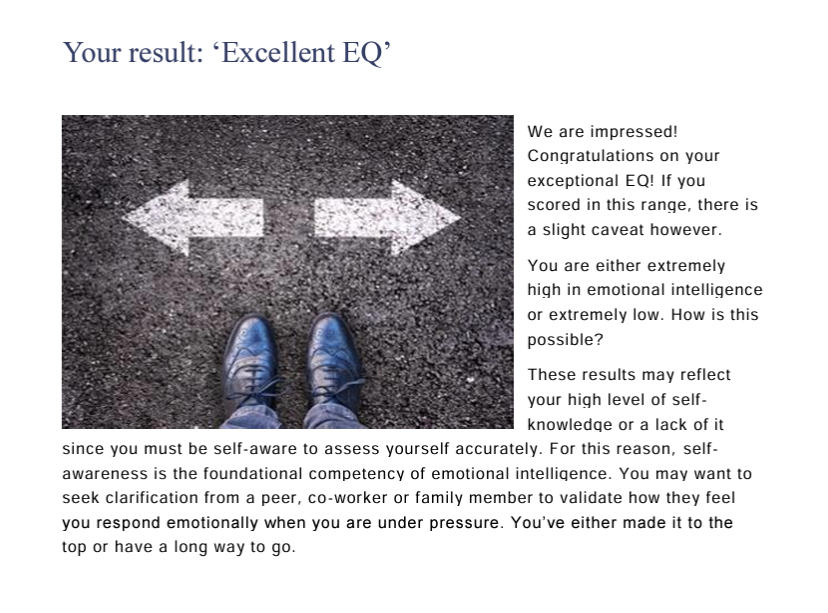 Your result: ‘Excellent EQ’
We are impressed!
Congratulations on your
exceptional EQ! If you
scored in this range, there is
a slight caveat however.
You are either extremely
high in emotional intelligence
or extremely low. How is this
possible?
These results may reflect
your high level of self-
knowledge or a lack of it
since you must be self-aware to assess yourself accurately. For this reason, self-
awareness is the foundational competency of emotional intelligence. You may want to
seek clarification from a peer, co-worker or family member to validate how they feel
you respond emotionally when you are under pressure. You’ve either made it to the
top or have a long way to go.